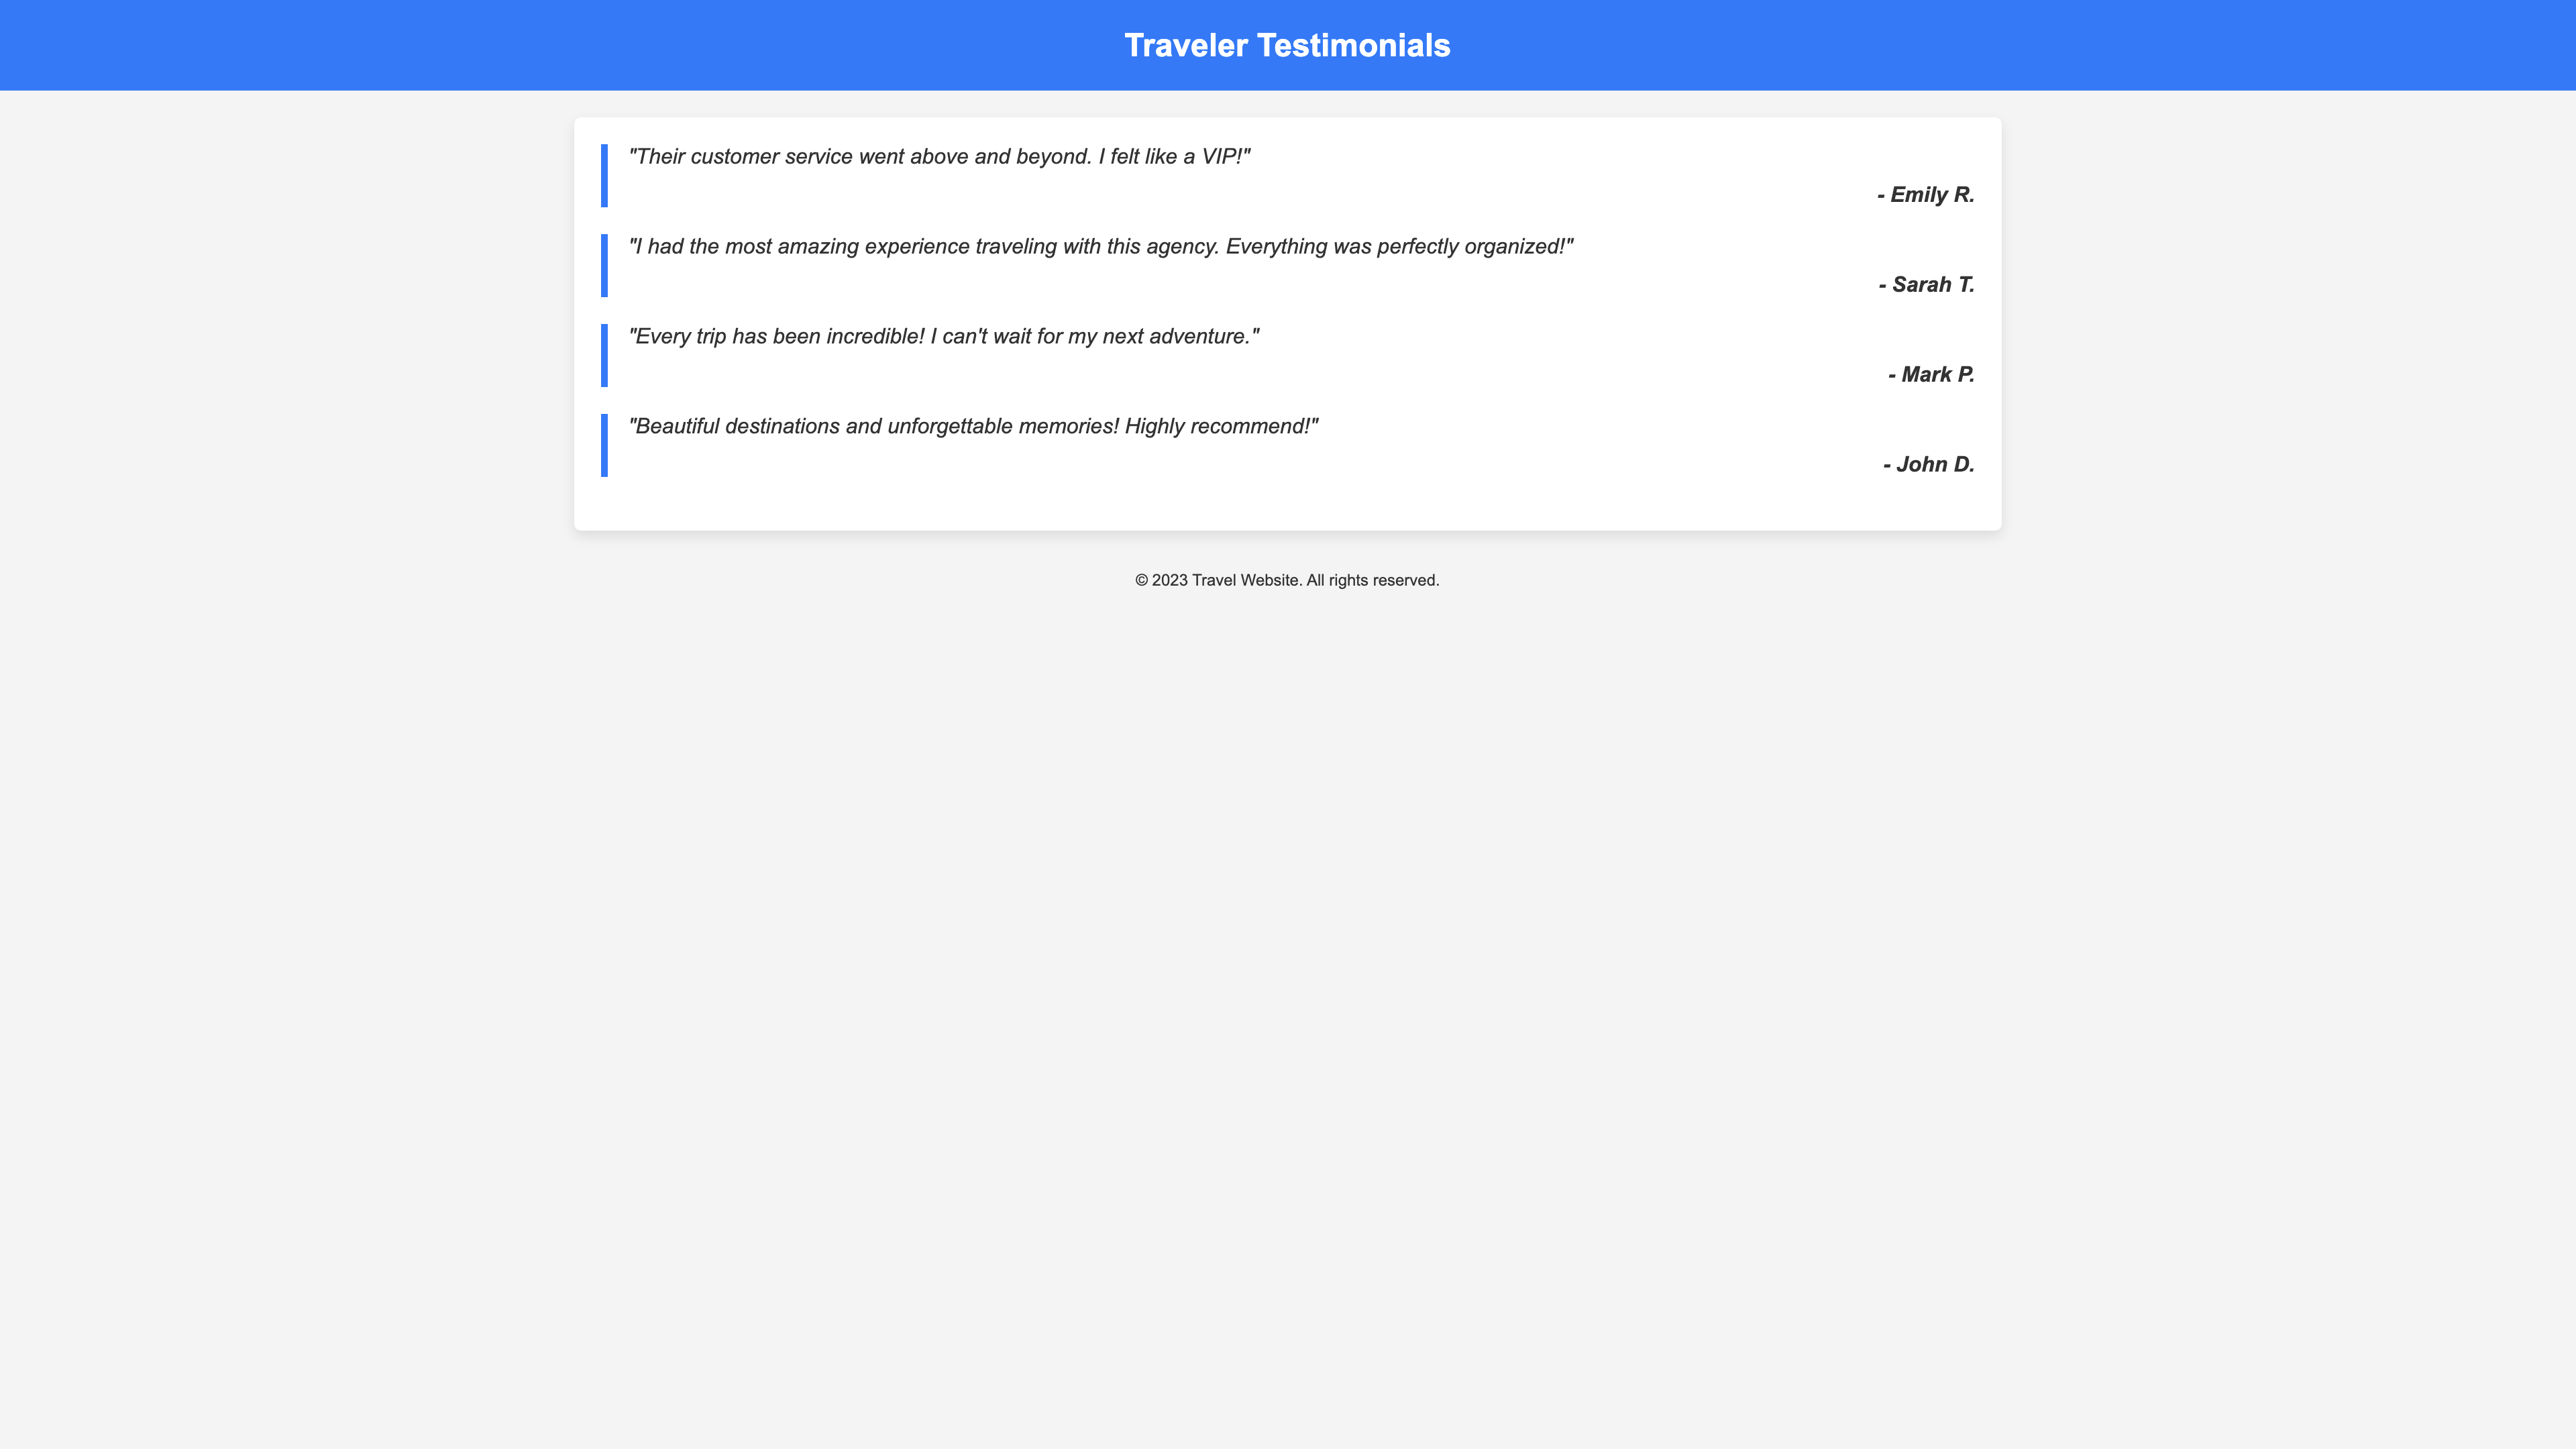 Traveler Testimonials
"Their customer service went above and beyond. I felt like a VIP!"
- Emily R.
"I had the most amazing experience traveling with this agency. Everything was perfectly organized!"
- Sarah T.
"Every trip has been incredible! I can't wait for my next adventure."
- Mark P.
"Beautiful destinations and unforgettable memories! Highly recommend!"
- John D.
© 2023 Travel Website. All rights reserved.